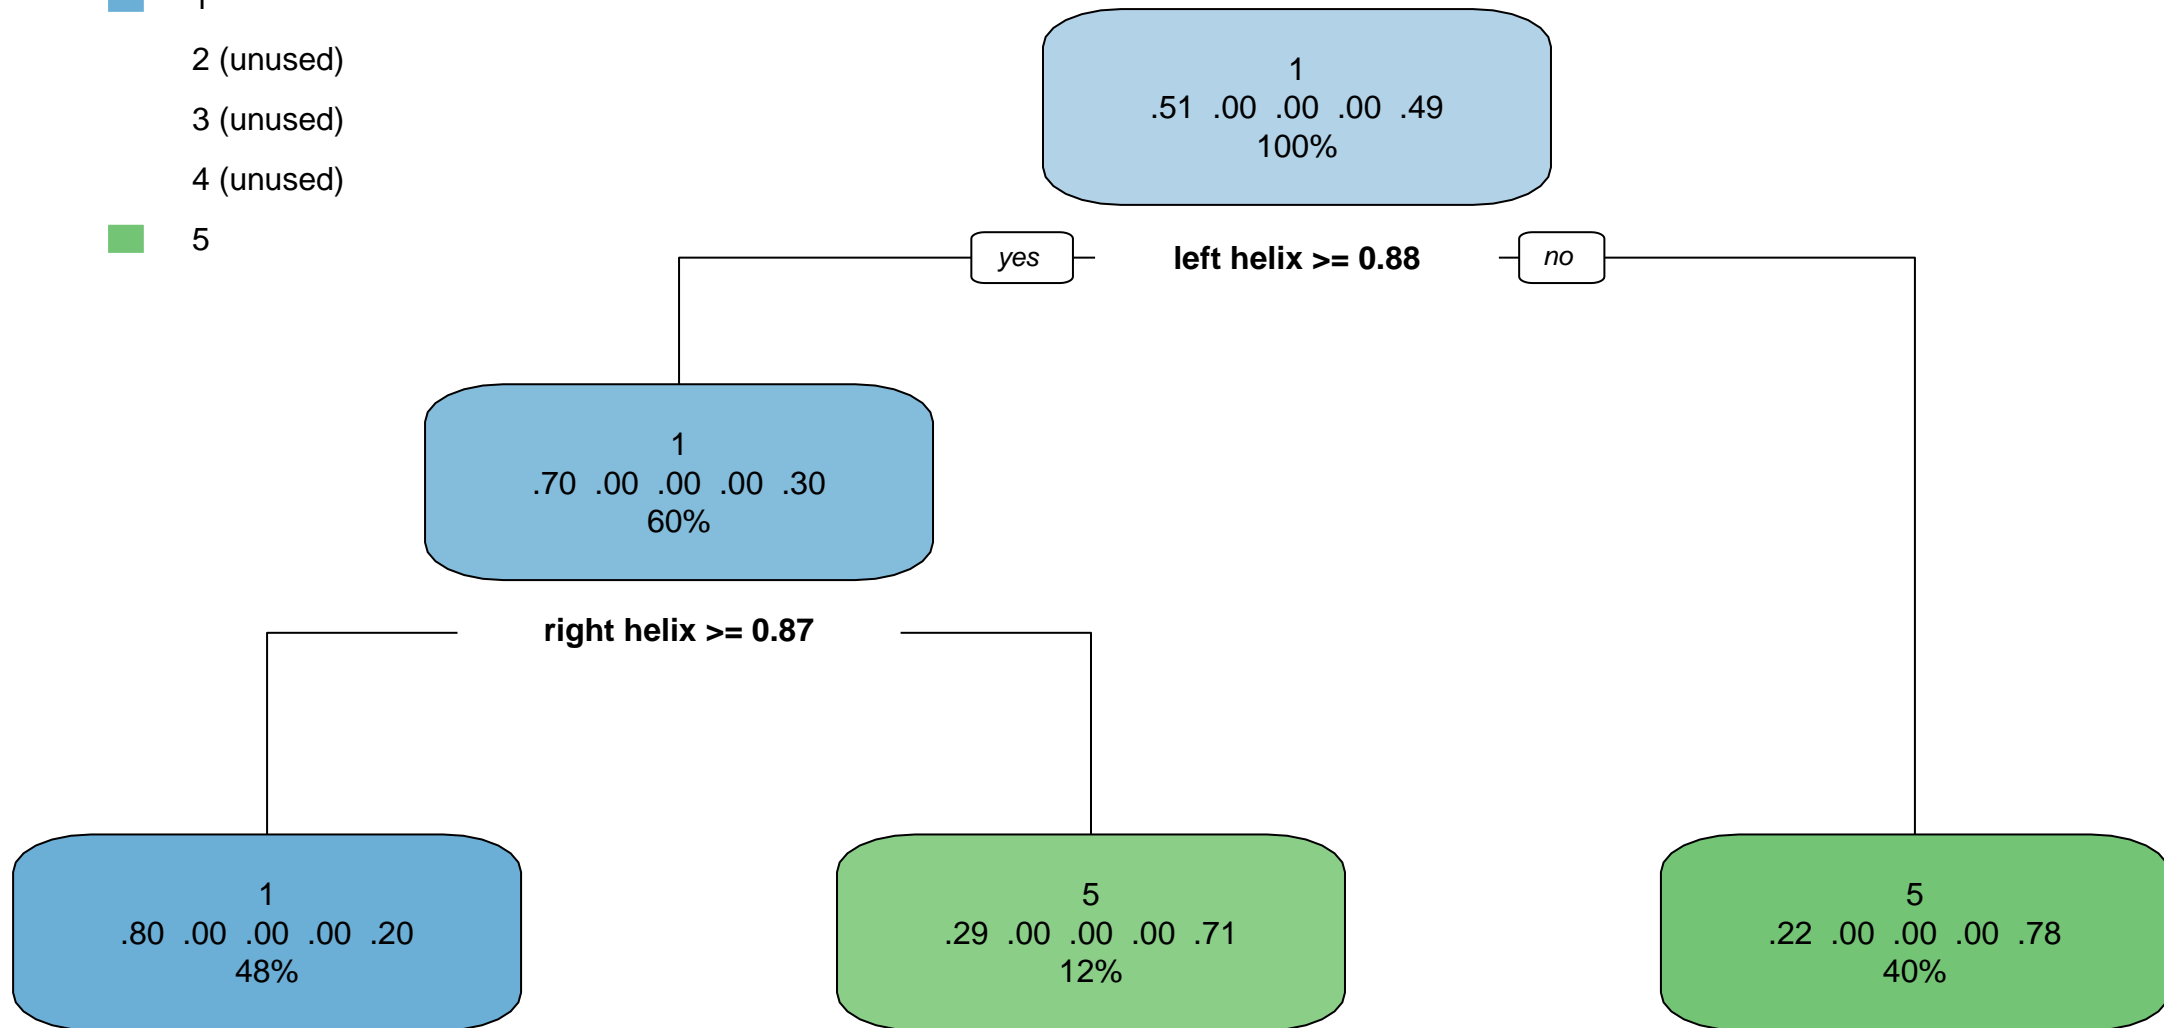 1
2 (unused)
3 (unused)
4 (unused)
5
1
.51 .00 .00 .00 .49
100%
yes
left helix >= 0.88
no
1
.70 .00 .00 .00 .30
60%
right helix >= 0.87
1
.80 .00 .00 .00 .20
48%
5
.29 .00 .00 .00 .71
12%
5
.22 .00 .00 .00 .78
40%